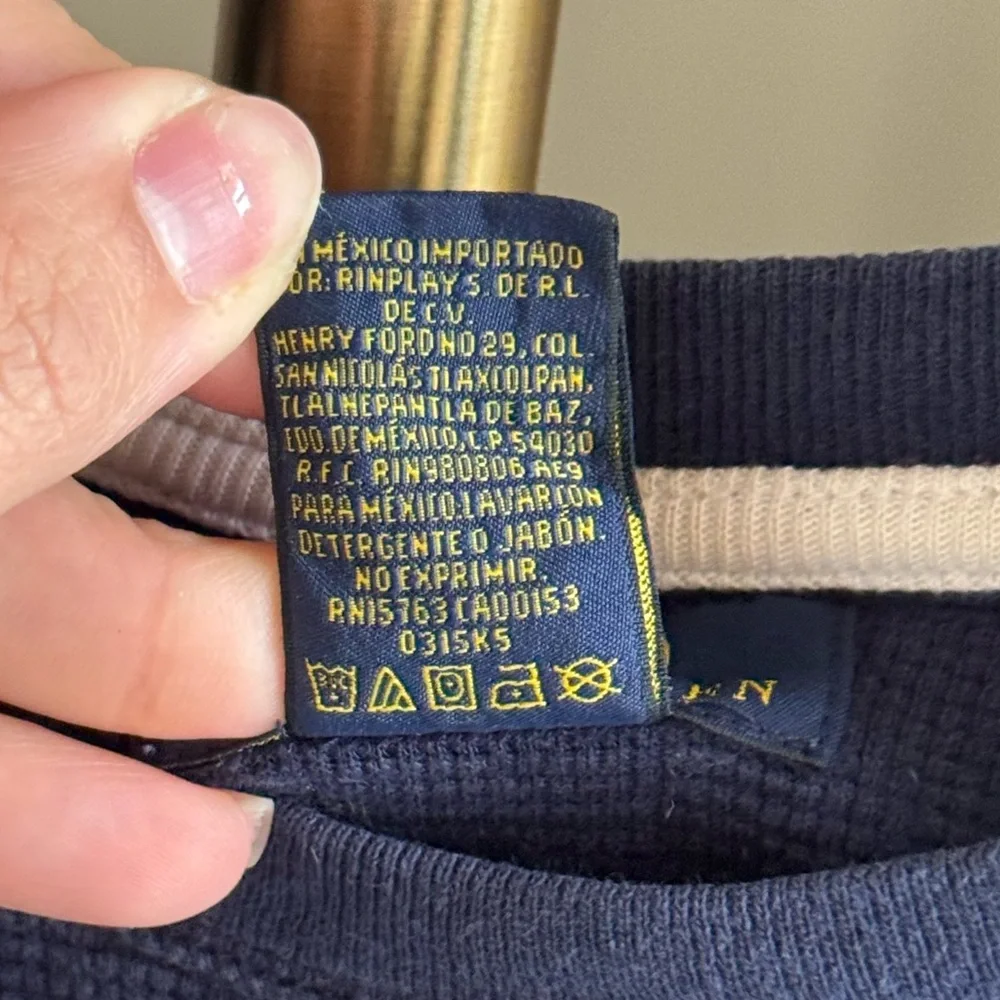 MÉXICO IMPORTADO
OR: RINPLAY S. DE R.L.
DE C.V.
HENRY FORD NO 29, COL.
SAN NICOLÁS TLAXCOLPAN,
TLALNEPANTLA DE BAZ,
EDO. DE MÉXICO, C.P. 54030
R.F.C. RIN980806 AE9
PARA MÉXICO: LAVAR CON
DETERGENTE O JABÓN.
NO EXPRIMIR.
RN15763 CA00153
0315K5
EN